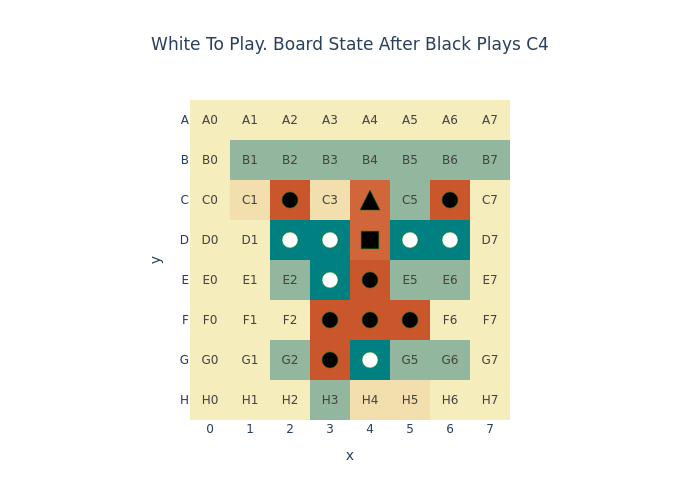 White To Play. Board State After Black Plays C4
A A0 A1 A2 A3 A4 A5 A6 A7
B B0 B1 B2 B3 B4 B5 B6 B7
C C0 C1 C3 C5 C7
D D0 D1 D7
E E0 E1 E2 E5 E6 E7
F F0 F1 F2 F6 F7
G G0 G1 G2 G5 G6 G7
H H0 H1 H2 H3 H4 H5 H6 H7
0 1 2 3 4 5 6 7
x
y